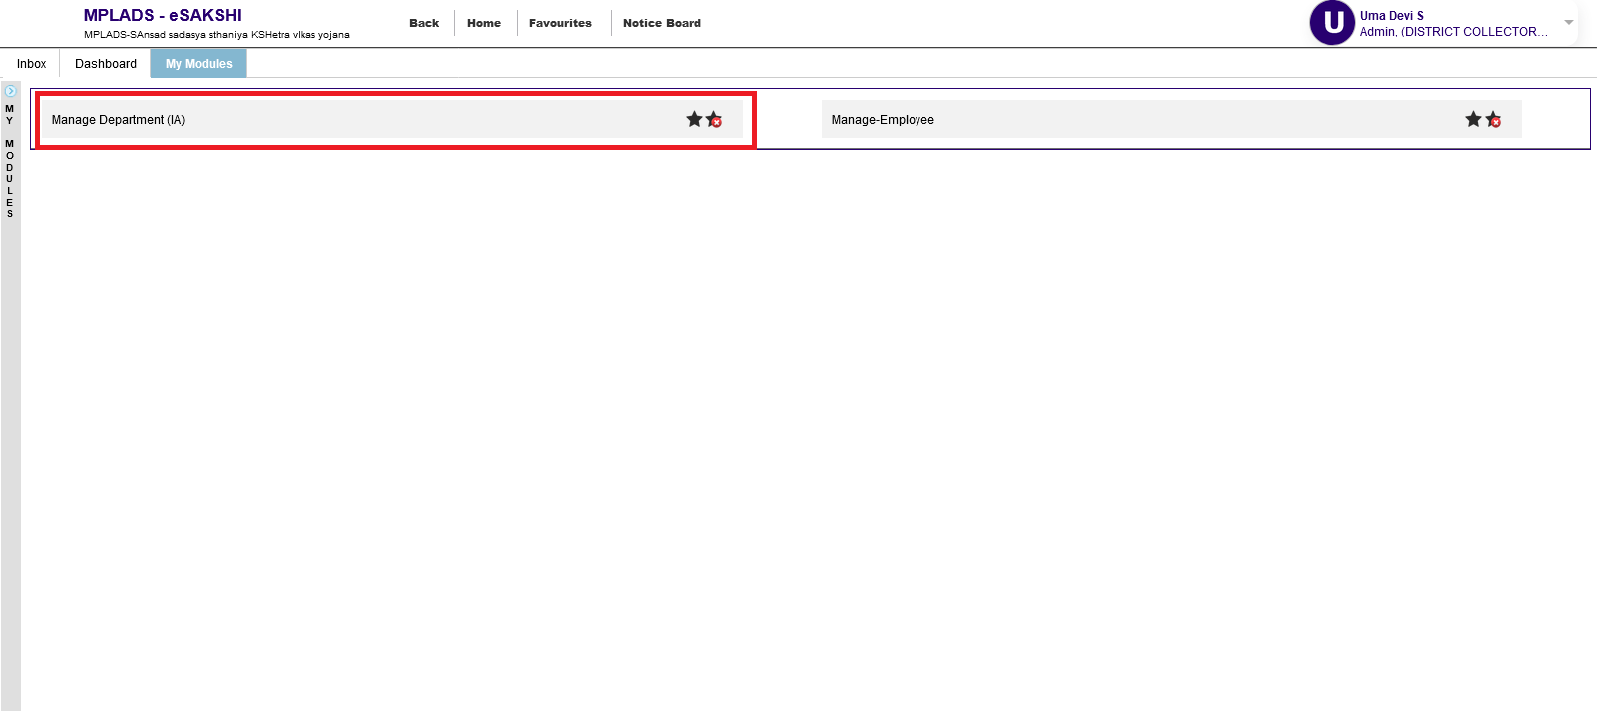 MPLADS - eSAKSHI
MPLADS-SAnsad sadasya sthaniya KSHetra vIkas yojana
Back
Home
Favourites
Notice Board
U
Uma Devi S
Admin, (DISTRICT COLLECTOR...
Inbox
Dashboard
My Modules
MY MODULES
Manage Department (IA)
Manage-Employee